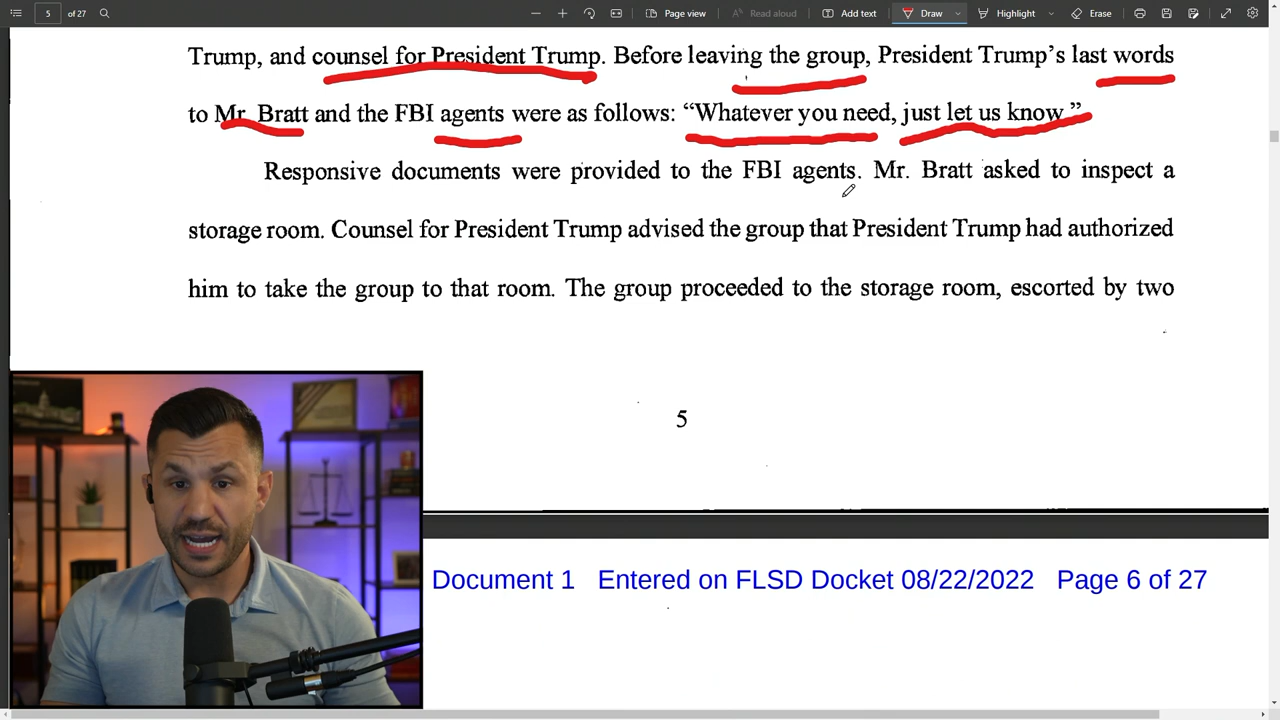 5 of 27 Page view Read aloud Add text Draw Highlight Erase
Trump, and counsel for President Trump. Before leaving the group, President Trump’s last words
to Mr. Bratt and the FBI agents were as follows: “Whatever you need, just let us know.”
Responsive documents were provided to the FBI agents. Mr. Bratt asked to inspect a
storage room. Counsel for President Trump advised the group that President Trump had authorized
him to take the group to that room. The group proceeded to the storage room, escorted by two
5
Document 1 Entered on FLSD Docket 08/22/2022 Page 6 of 27